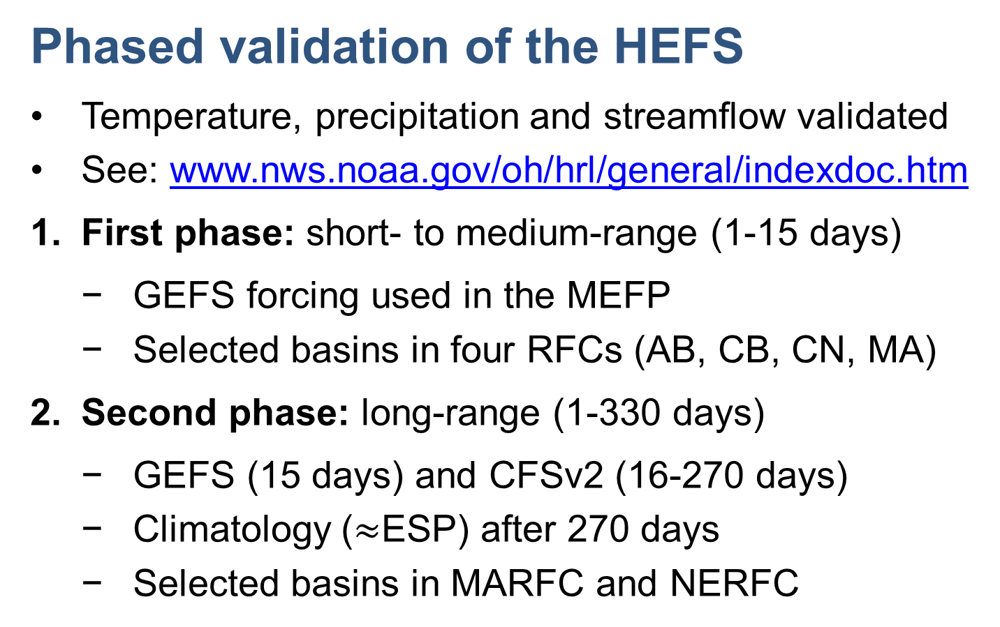 Phased validation of the HEFS
• Temperature, precipitation and streamflow validated
• See: www.nws.noaa.gov/oh/hrl/general/indexdoc.htm
1. First phase: short- to medium-range (1-15 days)
− GEFS forcing used in the MEFP
− Selected basins in four RFCs (AB, CB, CN, MA)
2. Second phase: long-range (1-330 days)
− GEFS (15 days) and CFSv2 (16-270 days)
− Climatology (≈ESP) after 270 days
− Selected basins in MARFC and NERFC